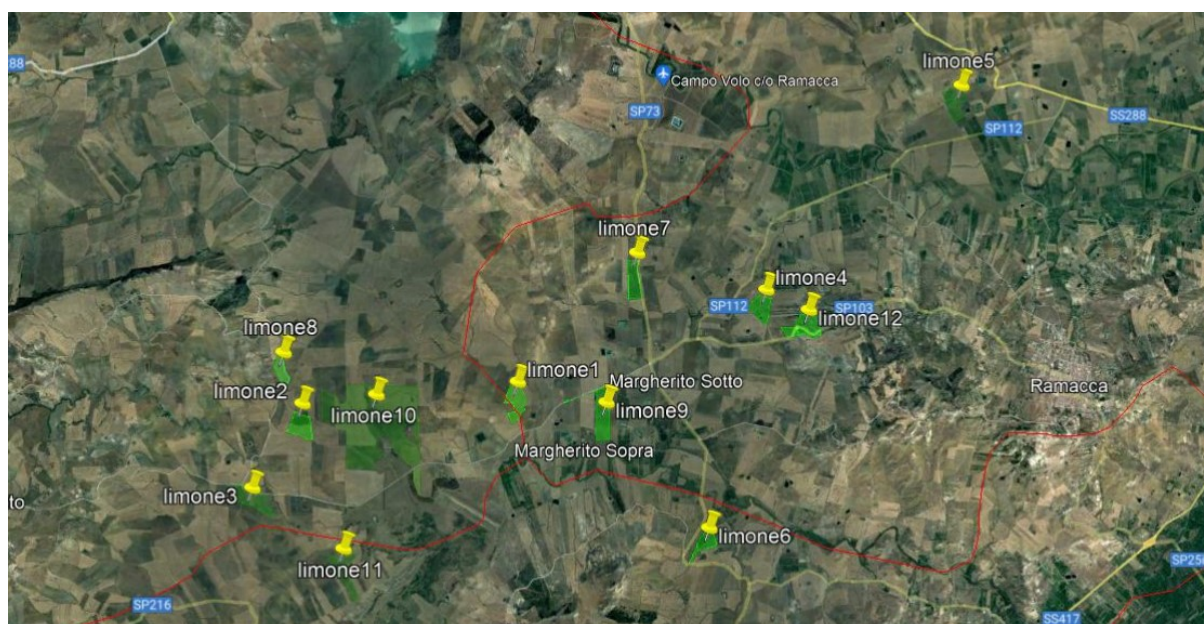 limone5
88
Campo Volo c/o Ramacca
SP73
SS288
SP112
limone7
limone4
SP112
SP103
limone12
limone8
limone1
Margherito Sotto
Ramacca
limone2
limone10
limone9
Margherito Sopra
limone3
to
limone6
limone11
SP216
SS417